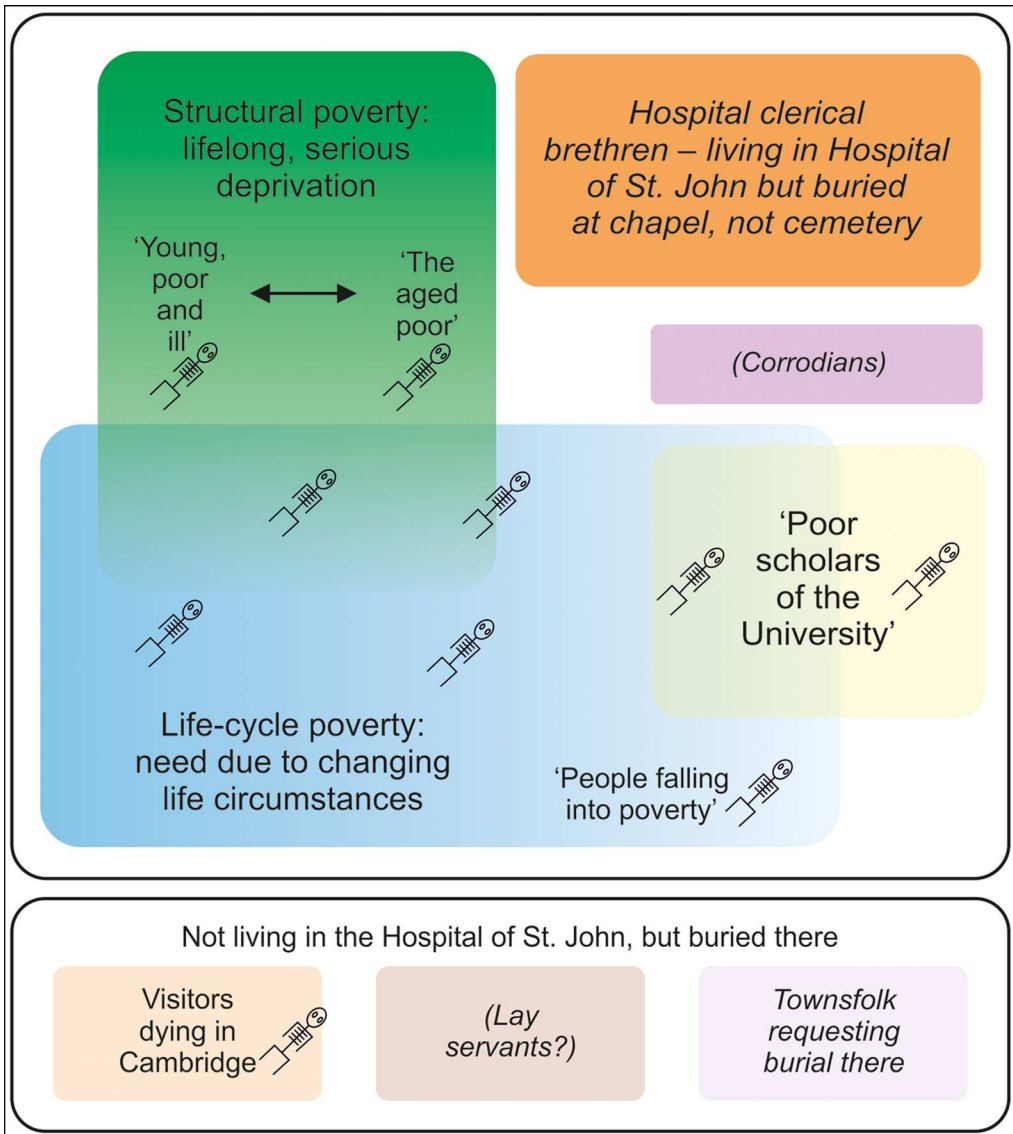 Structural poverty:
lifelong, serious
deprivation
‘Young,
poor
and
ill’
‘The
aged
poor’
Hospital clerical
brethren – living in Hospital
of St. John but buried
at chapel, not cemetery
(Corrodians)
‘Poor
scholars
of the
University’
Life-cycle poverty:
need due to changing
life circumstances
‘People falling
into poverty’
Not living in the Hospital of St. John, but buried there
Visitors
dying in
Cambridge
(Lay
servants?)
Townsfolk
requesting
burial there